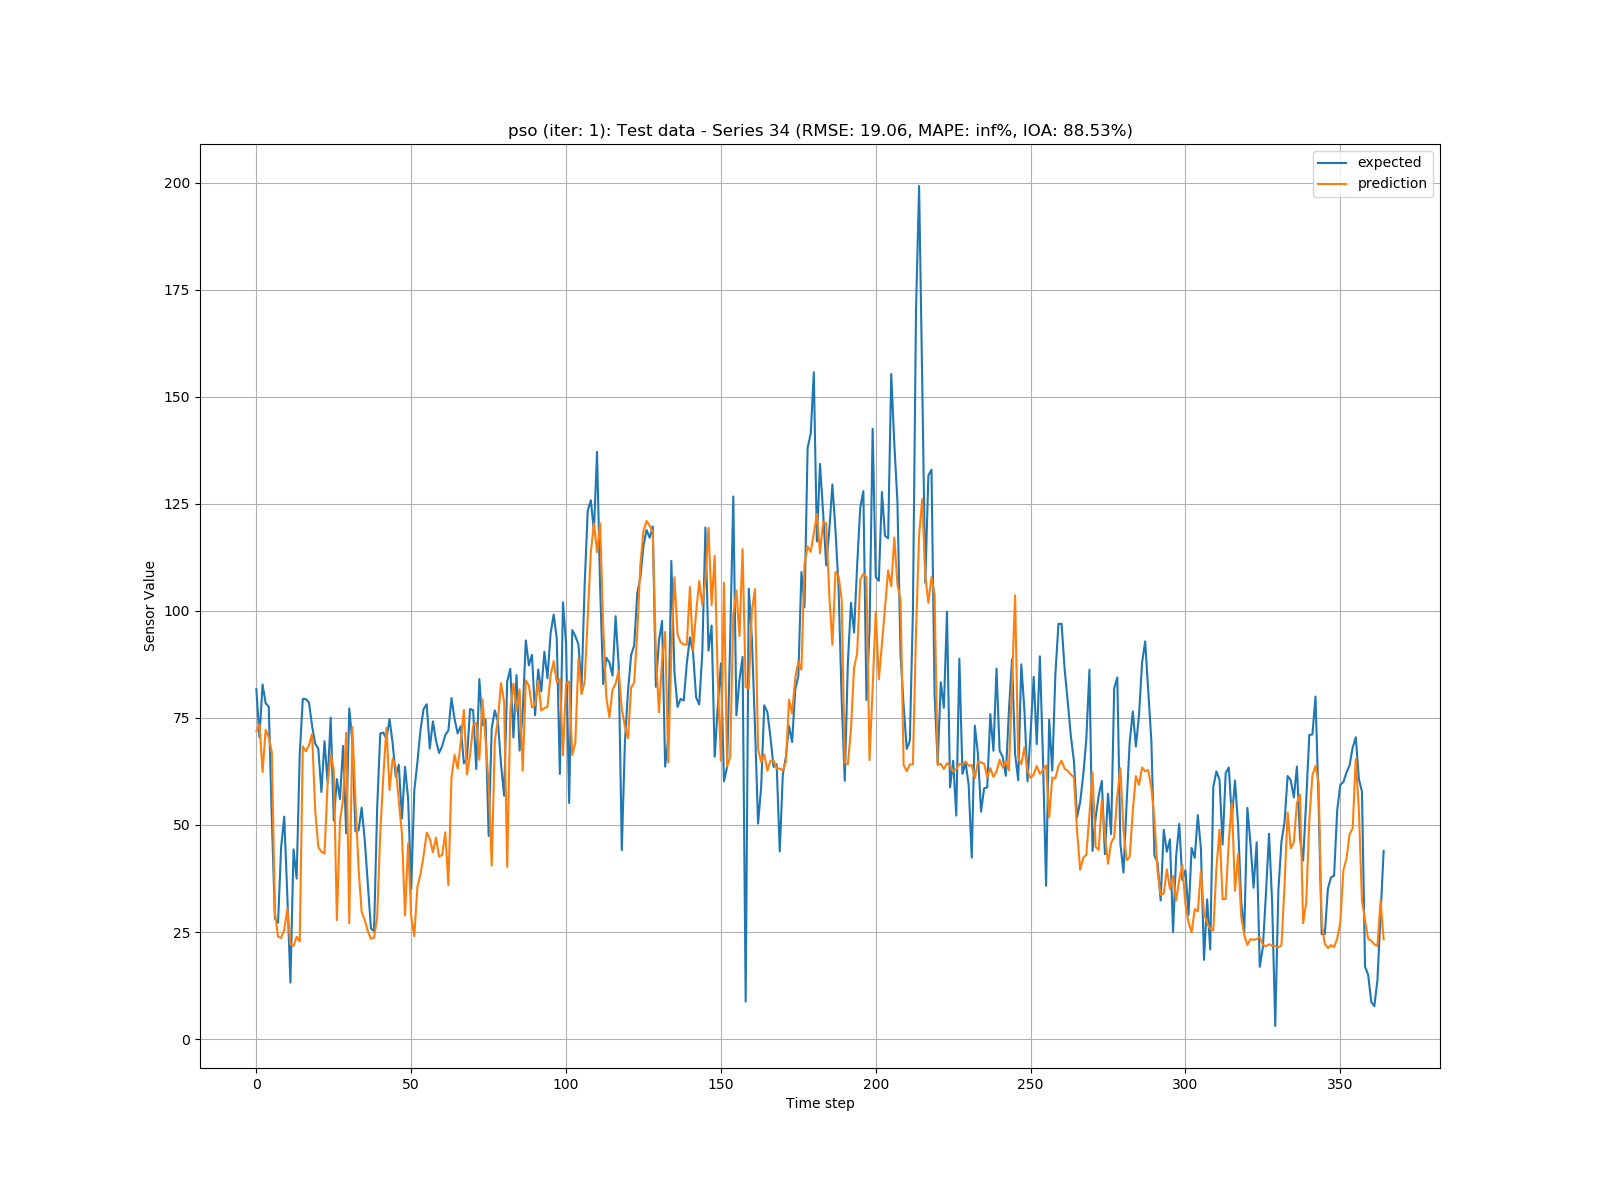 pso (iter: 1): Test data - Series 34 (RMSE: 19.06, MAPE: inf%, IOA: 88.53%)
expected
prediction
200
175
150
125
100
75
50
25
0
Sensor Value
0 50 100 150 200 250 300 350
Time step